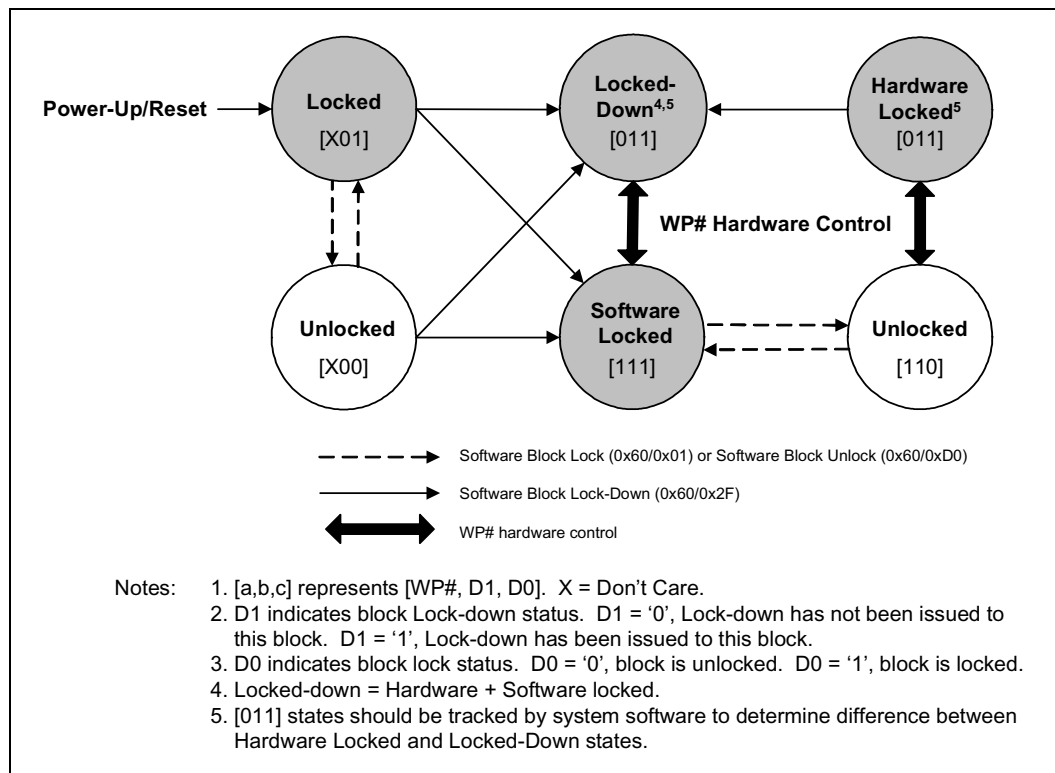 Power-Up/Reset
Locked
[X01]
Locked-
Down4,5
[011]
Hardware
Locked5
[011]
WP# Hardware Control
Unlocked
[X00]
Software
Locked
[111]
Unlocked
[110]
Software Block Lock (0x60/0x01) or Software Block Unlock (0x60/0xD0)
Software Block Lock-Down (0x60/0x2F)
WP# hardware control
Notes: 1. [a,b,c] represents [WP#, D1, D0]. X = Don't Care.
2. D1 indicates block Lock-down status. D1 = '0', Lock-down has not been issued to
this block. D1 = '1', Lock-down has been issued to this block.
3. D0 indicates block lock status. D0 = '0', block is unlocked. D0 = '1', block is locked.
4. Locked-down = Hardware + Software locked.
5. [011] states should be tracked by system software to determine difference between
Hardware Locked and Locked-Down states.